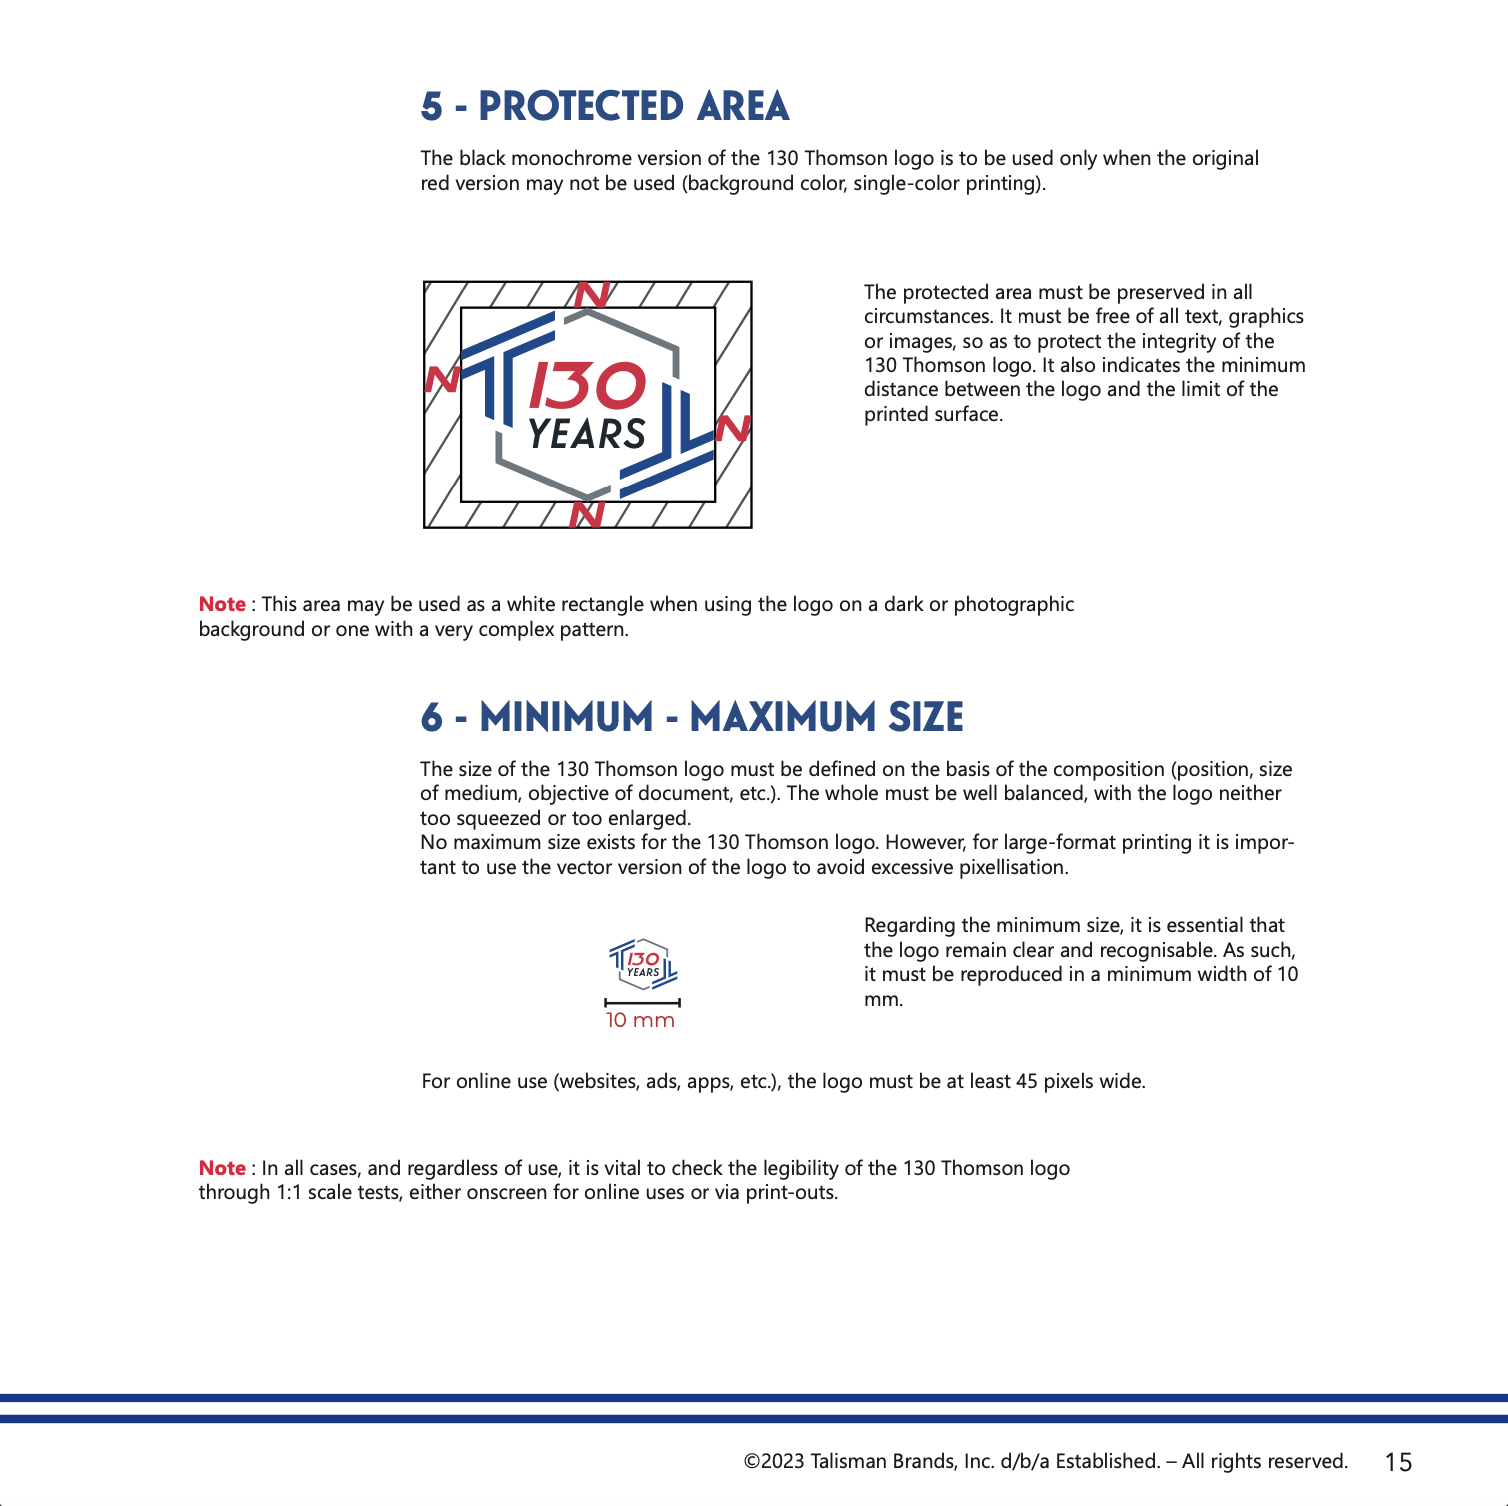 5 - PROTECTED AREA
The black monochrome version of the 130 Thomson logo is to be used only when the original
red version may not be used (background color, single-color printing).
N
N
130
YEARS
N
N
The protected area must be preserved in all
circumstances. It must be free of all text, graphics
or images, so as to protect the integrity of the
130 Thomson logo. It also indicates the minimum
distance between the logo and the limit of the
printed surface.
Note : This area may be used as a white rectangle when using the logo on a dark or photographic
background or one with a very complex pattern.
6 - MINIMUM - MAXIMUM SIZE
The size of the 130 Thomson logo must be defined on the basis of the composition (position, size
of medium, objective of document, etc.). The whole must be well balanced, with the logo neither
too squeezed or too enlarged.
No maximum size exists for the 130 Thomson logo. However, for large-format printing it is impor-
tant to use the vector version of the logo to avoid excessive pixellisation.
130
YEARS
10 mm
Regarding the minimum size, it is essential that
the logo remain clear and recognisable. As such,
it must be reproduced in a minimum width of 10
mm.
For online use (websites, ads, apps, etc.), the logo must be at least 45 pixels wide.
Note : In all cases, and regardless of use, it is vital to check the legibility of the 130 Thomson logo
through 1:1 scale tests, either onscreen for online uses or via print-outs.
©2023 Talisman Brands, Inc. d/b/a Established. – All rights reserved. 15